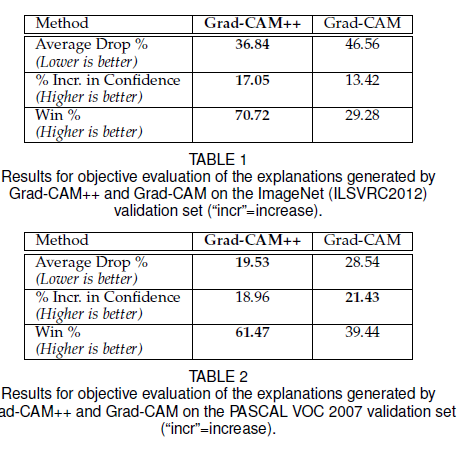 Method Grad-CAM++ Grad-CAM
Average Drop % 36.84 46.56
(Lower is better)
% Incr. in Confidence 17.05 13.42
(Higher is better)
Win % 70.72 29.28
(Higher is better)
TABLE 1
Results for objective evaluation of the explanations generated by
Grad-CAM++ and Grad-CAM on the ImageNet (ILSVRC2012)
validation set (“incr”=increase).
Method Grad-CAM++ Grad-CAM
Average Drop % 19.53 28.54
(Lower is better)
% Incr. in Confidence 18.96 21.43
(Higher is better)
Win % 61.47 39.44
(Higher is better)
TABLE 2
Results for objective evaluation of the explanations generated by
ad-CAM++ and Grad-CAM on the PASCAL VOC 2007 validation set
(“incr”=increase).